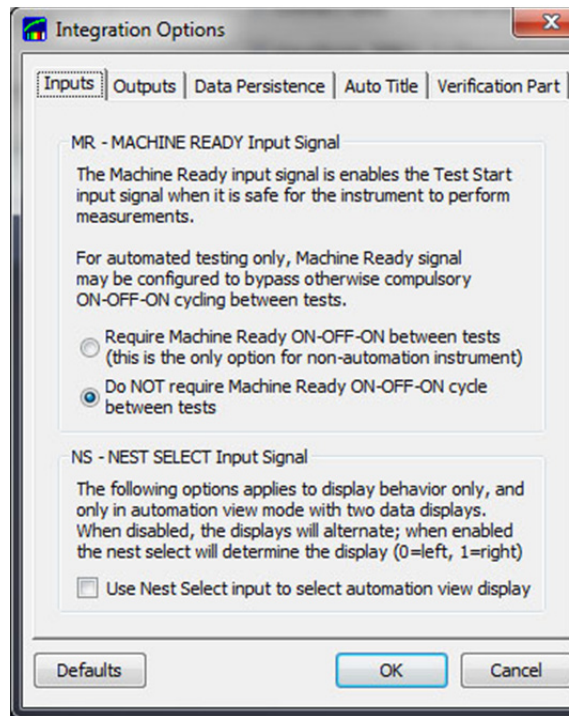 Integration Options
Inputs Outputs Data Persistence Auto Title Verification Part
MR - MACHINE READY Input Signal
The Machine Ready input signal is enables the Test Start
input signal when it is safe for the instrument to perform
measurements.
For automated testing only, Machine Ready signal
may be configured to bypass otherwise compulsory
ON-OFF-ON cycling between tests.
Require Machine Ready ON-OFF-ON between tests
(this is the only option for non-automation instrument)
Do NOT require Machine Ready ON-OFF-ON cycle
between tests
NS - NEST SELECT Input Signal
The following options applies to display behavior only, and
only in automation view mode with two data displays.
When disabled, the displays will alternate; when enabled
the nest select will determine the display (0=left, 1=right)
Use Nest Select input to select automation view display
Defaults OK Cancel